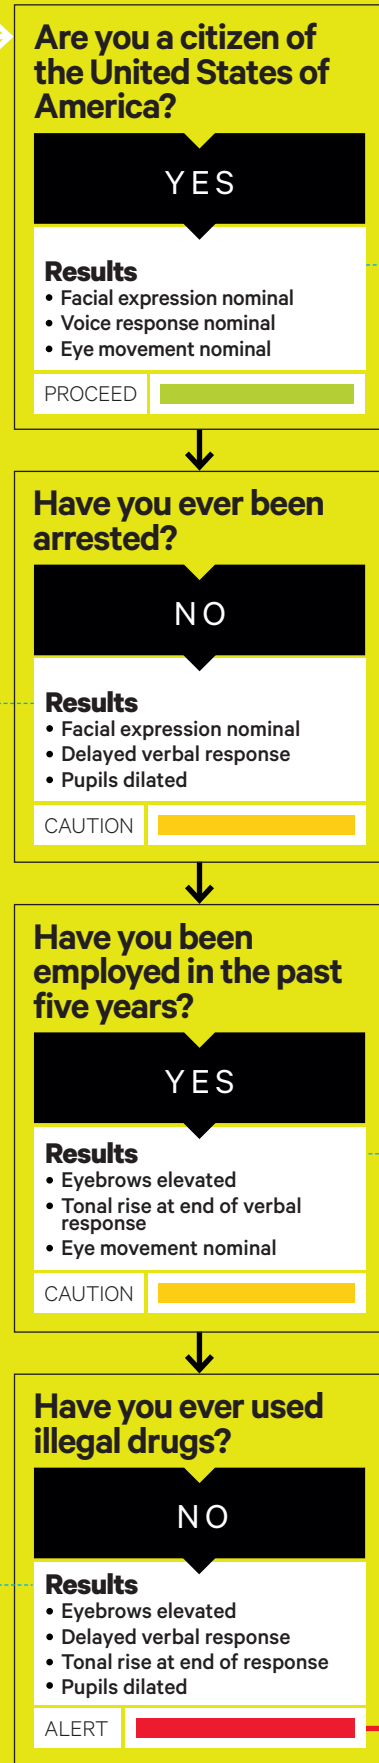 Are you a citizen of
the United States of
America?
YES
Results
• Facial expression nominal
• Voice response nominal
• Eye movement nominal
PROCEED
Have you ever been
arrested?
NO
Results
• Facial expression nominal
• Delayed verbal response
• Pupils dilated
CAUTION
Have you been
employed in the past
five years?
YES
Results
• Eyebrows elevated
• Tonal rise at end of verbal
response
• Eye movement nominal
CAUTION
Have you ever used
illegal drugs?
NO
Results
• Eyebrows elevated
• Delayed verbal response
• Tonal rise at end of response
• Pupils dilated
ALERT